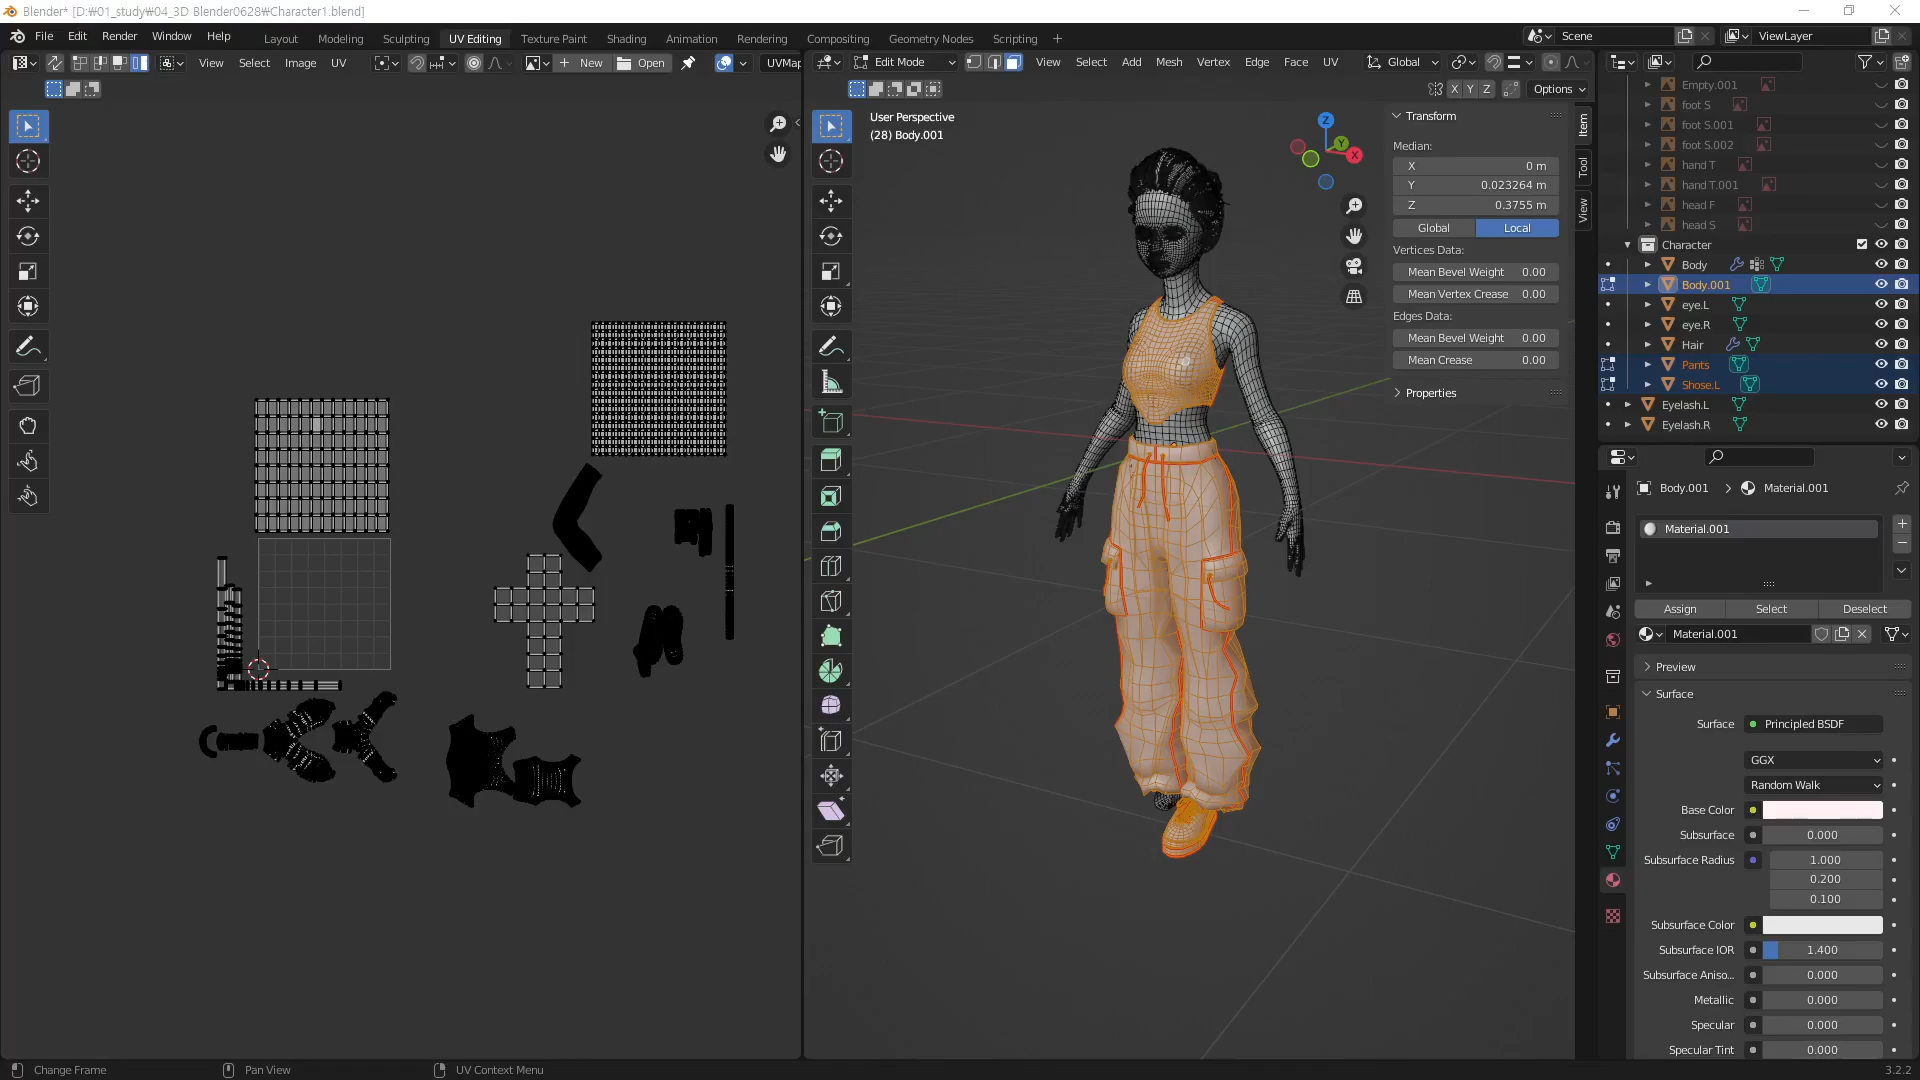 Blender* [D:₩01_study₩04_3D Blender0628₩Character1.blend]
File Edit Render Window Help Layout Modeling Sculpting UV Editing Texture Paint Shading Animation Rendering Compositing Geometry Nodes Scripting + Scene ViewLayer
View Select Image UV + New Open UVMap Edit Mode View Select Add Mesh Vertex Edge Face UV Global
X Y Z Options
User Perspective
(28) Body.001
Z
Y
X
Transform
Median:
X 0 m
Y 0.023264 m
Z 0.3755 m
Global Local
Vertices Data:
Mean Bevel Weight 0.00
Mean Vertex Crease 0.00
Edges Data:
Mean Bevel Weight 0.00
Mean Crease 0.00
Properties
Item
Tool
View
Empty.001
foot S
foot S.001
foot S.002
hand T
hand T.001
head F
head S
Character
Body
Body.001
eye.L
eye.R
Hair
Pants
Shose.L
Eyelash.L
Eyelash.R
Body.001 > Material.001
Material.001
Assign Select Deselect
Material.001
Preview
Surface
Surface Principled BSDF
GGX
Random Walk
Base Color
Subsurface 0.000
Subsurface Radius 1.000
0.200
0.100
Subsurface Color
Subsurface IOR 1.400
Subsurface Aniso... 0.000
Metallic 0.000
Specular 0.000
Specular Tint 0.000
Change Frame Pan View UV Context Menu 3.2.2